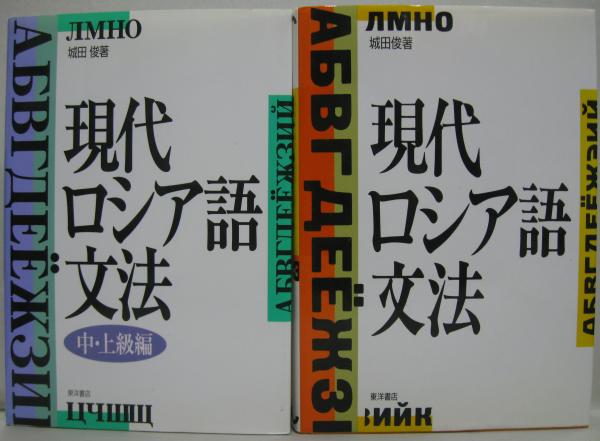 ЛМНО
城田 俊著
АБВГДЕЁЖЗИ
現代
ロシア語
文法
中・上級編
АБВГДЕЁЖЗИЙ
東洋書店
ЦЧШЩ
ЛМНО
城田俊著
АБВГДЕЁЖЗ
現代
ロシア語
文法
АБВГДЕЁЖЗИЙ
東洋書店
ЗИЙК